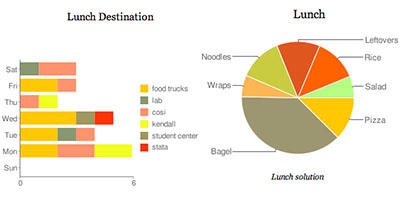 Lunch Destination
Sat
Fri
Thu
Wed
Tue
Mon
Sun
0
6
food trucks
lab
cosi
kendall
student center
stata
Lunch
Leftovers
Noodles
Rice
Wraps
Salad
Pizza
Bagel
Lunch solution